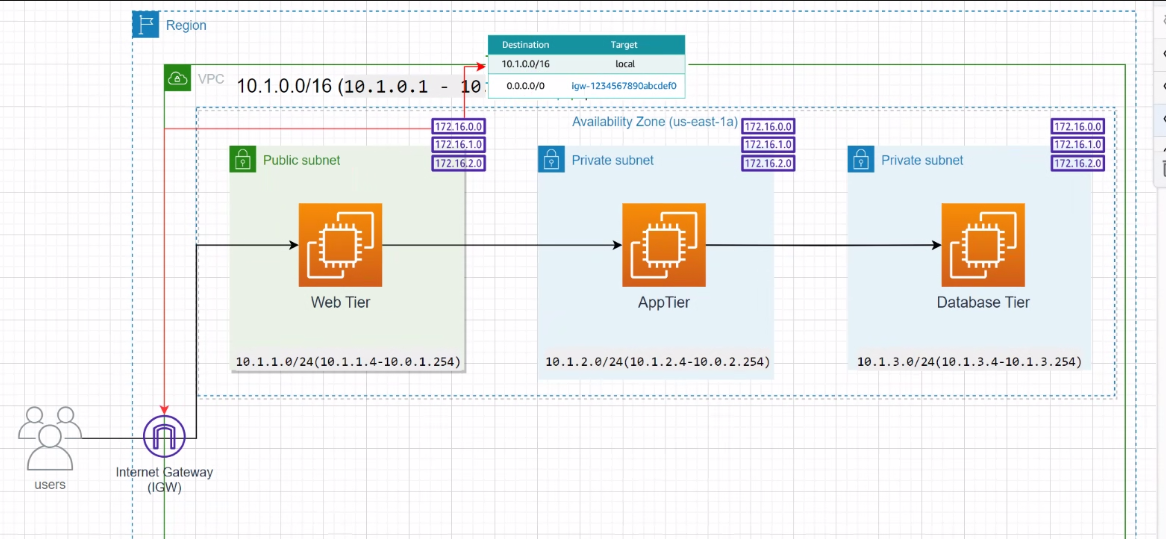 Region
Destination Target
10.1.0.0/16 local
0.0.0.0/0 igw-1234567890abcdef0
VPC
10.1.0.0/16 (10.1.0.1 - 10
Availability Zone (us-east-1a)
172.16.0.0
172.16.1.0
172.16.2.0
172.16.0.0
172.16.1.0
172.16.2.0
172.16.0.0
172.16.1.0
172.16.2.0
Public subnet
Private subnet
Private subnet
Web Tier
AppTier
Database Tier
10.1.1.0/24(10.1.1.4-10.0.1.254)
10.1.2.0/24(10.1.2.4-10.0.2.254)
10.1.3.0/24(10.1.3.4-10.1.3.254)
users
Internet Gateway
(IGW)